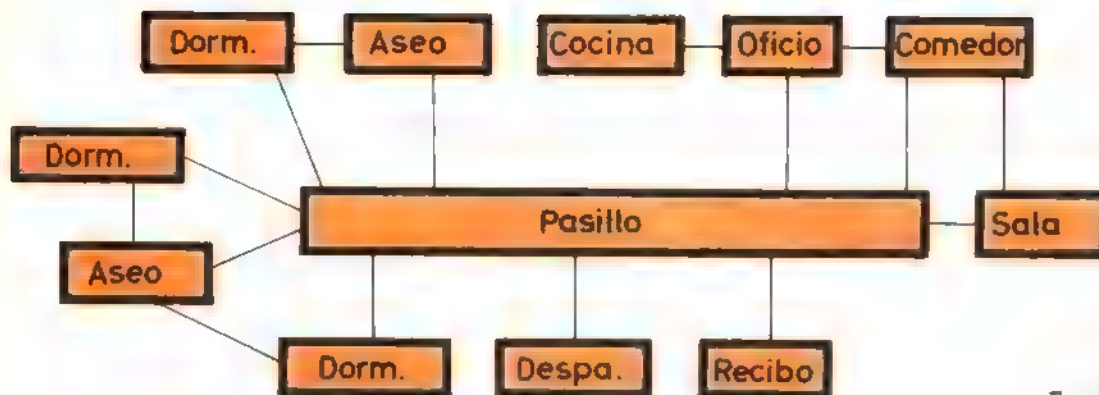 Dorm.
Aseo
Cocina
Oficio
Comedor
Dorm.
Pasillo
Sala
Aseo
Dorm.
Despa.
Recibo